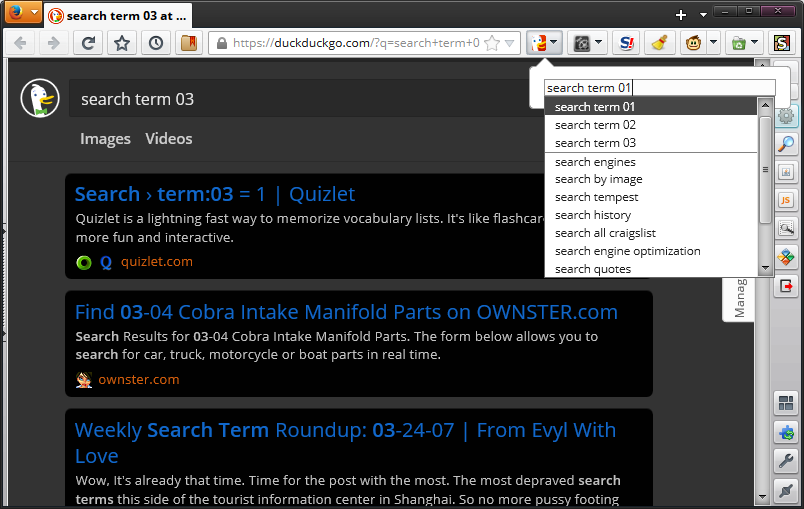 search term 03 at ...
https://duckduckgo.com/?q=search+term+0
search term 03
Images Videos
Search › term:03 = 1 | Quizlet
Quizlet is a lightning fast way to memorize vocabulary lists. It's like flashcar
more fun and interactive.
Q quizlet.com
Find 03-04 Cobra Intake Manifold Parts on OWNSTER.com
Search Results for 03-04 Cobra Intake Manifold Parts. The form below allows you to
search for car, truck, motorcycle or boat parts in real time.
ownster.com
Weekly Search Term Roundup: 03-24-07 | From Evyl With
Love
Wow, It's already that time. Time for the post with the most. The most depraved search
terms this side of the tourist information center in Shanghai. So no more pussy footing
search term 01
search term 01
search term 02
search term 03
search engines
search by image
search tempest
search history
search all craigslist
search engine optimization
search quotes
Manag
S!
S
JS